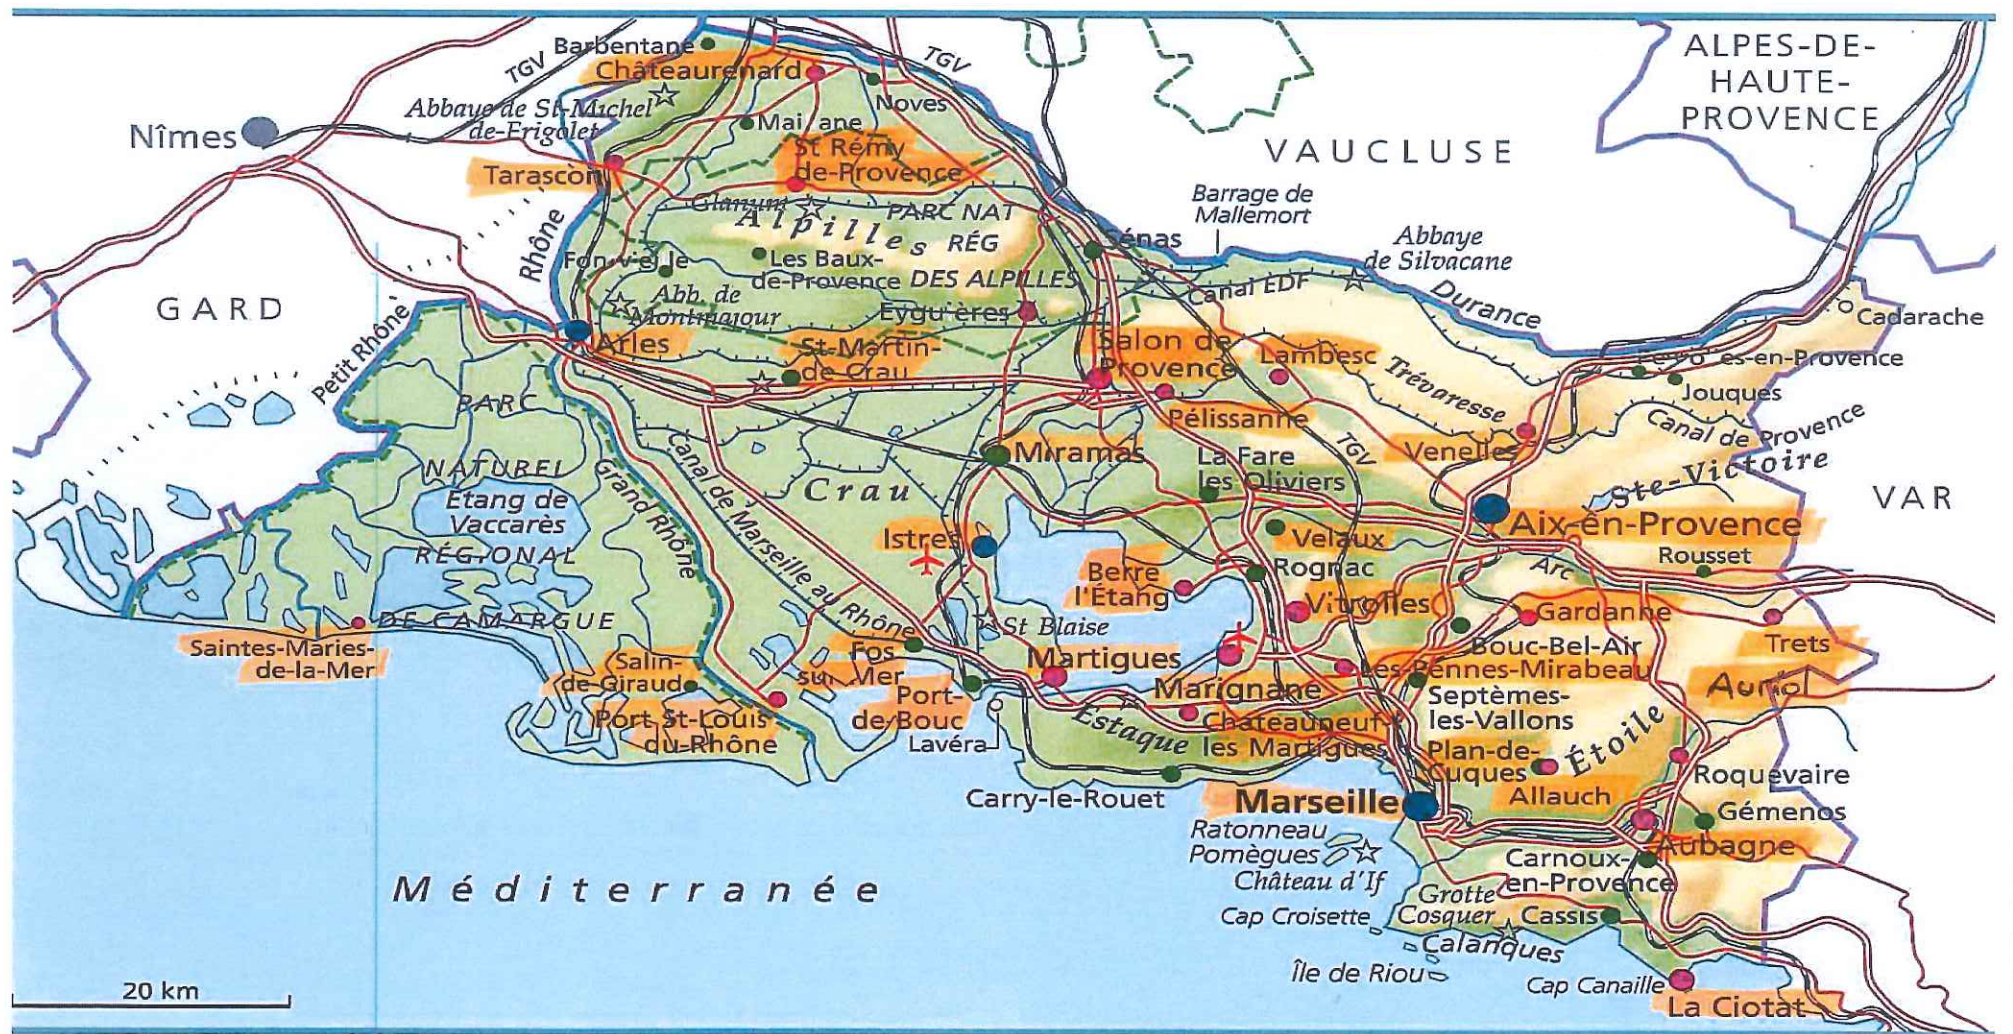 Barbentane
TGV
TGV
ALPES-DE-
HAUTE-
PROVENCE
Châteaurenard
Noves
Abbaye de St-Michel
de-Frigolet
Nîmes
St Rémy
de-Provence
VAUCLUSE
Tarascon
Glanum
Alpilles
PARC NAT
RÉG
DES ALPILLES
Barrage de
Mallemort
Abbaye
de Silvacane
Rhône
Sénas
Les Baux-
de-Provence
Canal EDF
Durance
GARD
Abb. de
Montmajour
Cadarache
Petit Rhône
Arles
St-Martin-
de-Crau
Salon de
Provence
Lambesc
Trévaresse
Jouques
Pélissanne
Canal de Provence
PARC
NATUREL
RÉGIONAL
DE CAMARGUE
Miramas
TGV
Venelles
La Fare
les Oliviers
Ste-Victoire
VAR
Crau
Canal de Marseille au Rhône
Grand Rhône
Etang de
Vaccarès
Istres
Velaux
Aix-en-Provence
Rousset
Berre
l'Étang
Rognac
Arc
Vitrolles
Gardanne
St Blaise
Saintes-Maries-
de-la-Mer
Salin-
de-Giraud
Fos
sur Mer
Martigues
Bouc-Bel-Air
Trets
Les-Pennes-Mirabeau
Marignane
Auriol
Port-
de-Bouc
Septèmes-
les-Vallons
Port St-Louis
du-Rhône
Lavéra
Estaque
Chateauneuf
les Martigues
Plan-de-
Cuques
Étoile
Allauch
Roquevaire
Carry-le-Rouet
Marseille
Gémenos
Ratonneau
Pomègues
Château d'If
Aubagne
Carnoux-
en-Provence
Méditerranée
Grotte
Cosquer
Cap Croisette
Cassis
Calanques
Île de Riou
Cap Canaille
La Ciotat
20 km